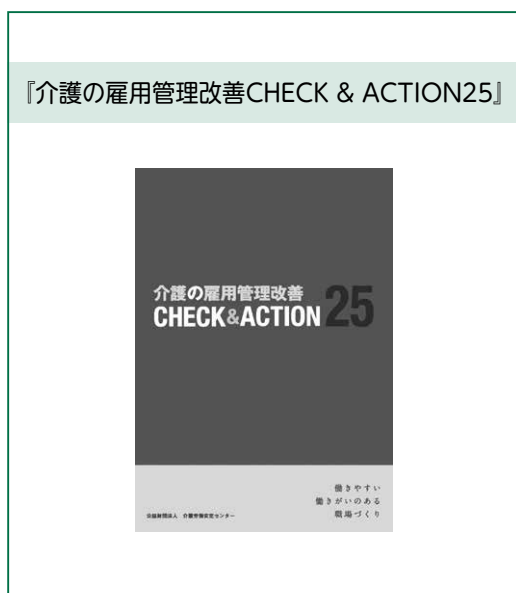 『介護の雇用管理改善CHECK & ACTION25』
介護の雇用管理改善
CHECK&ACTION 25
働きやすい
働きがいのある
職場づくり
公益財団法人 介護労働安定センター